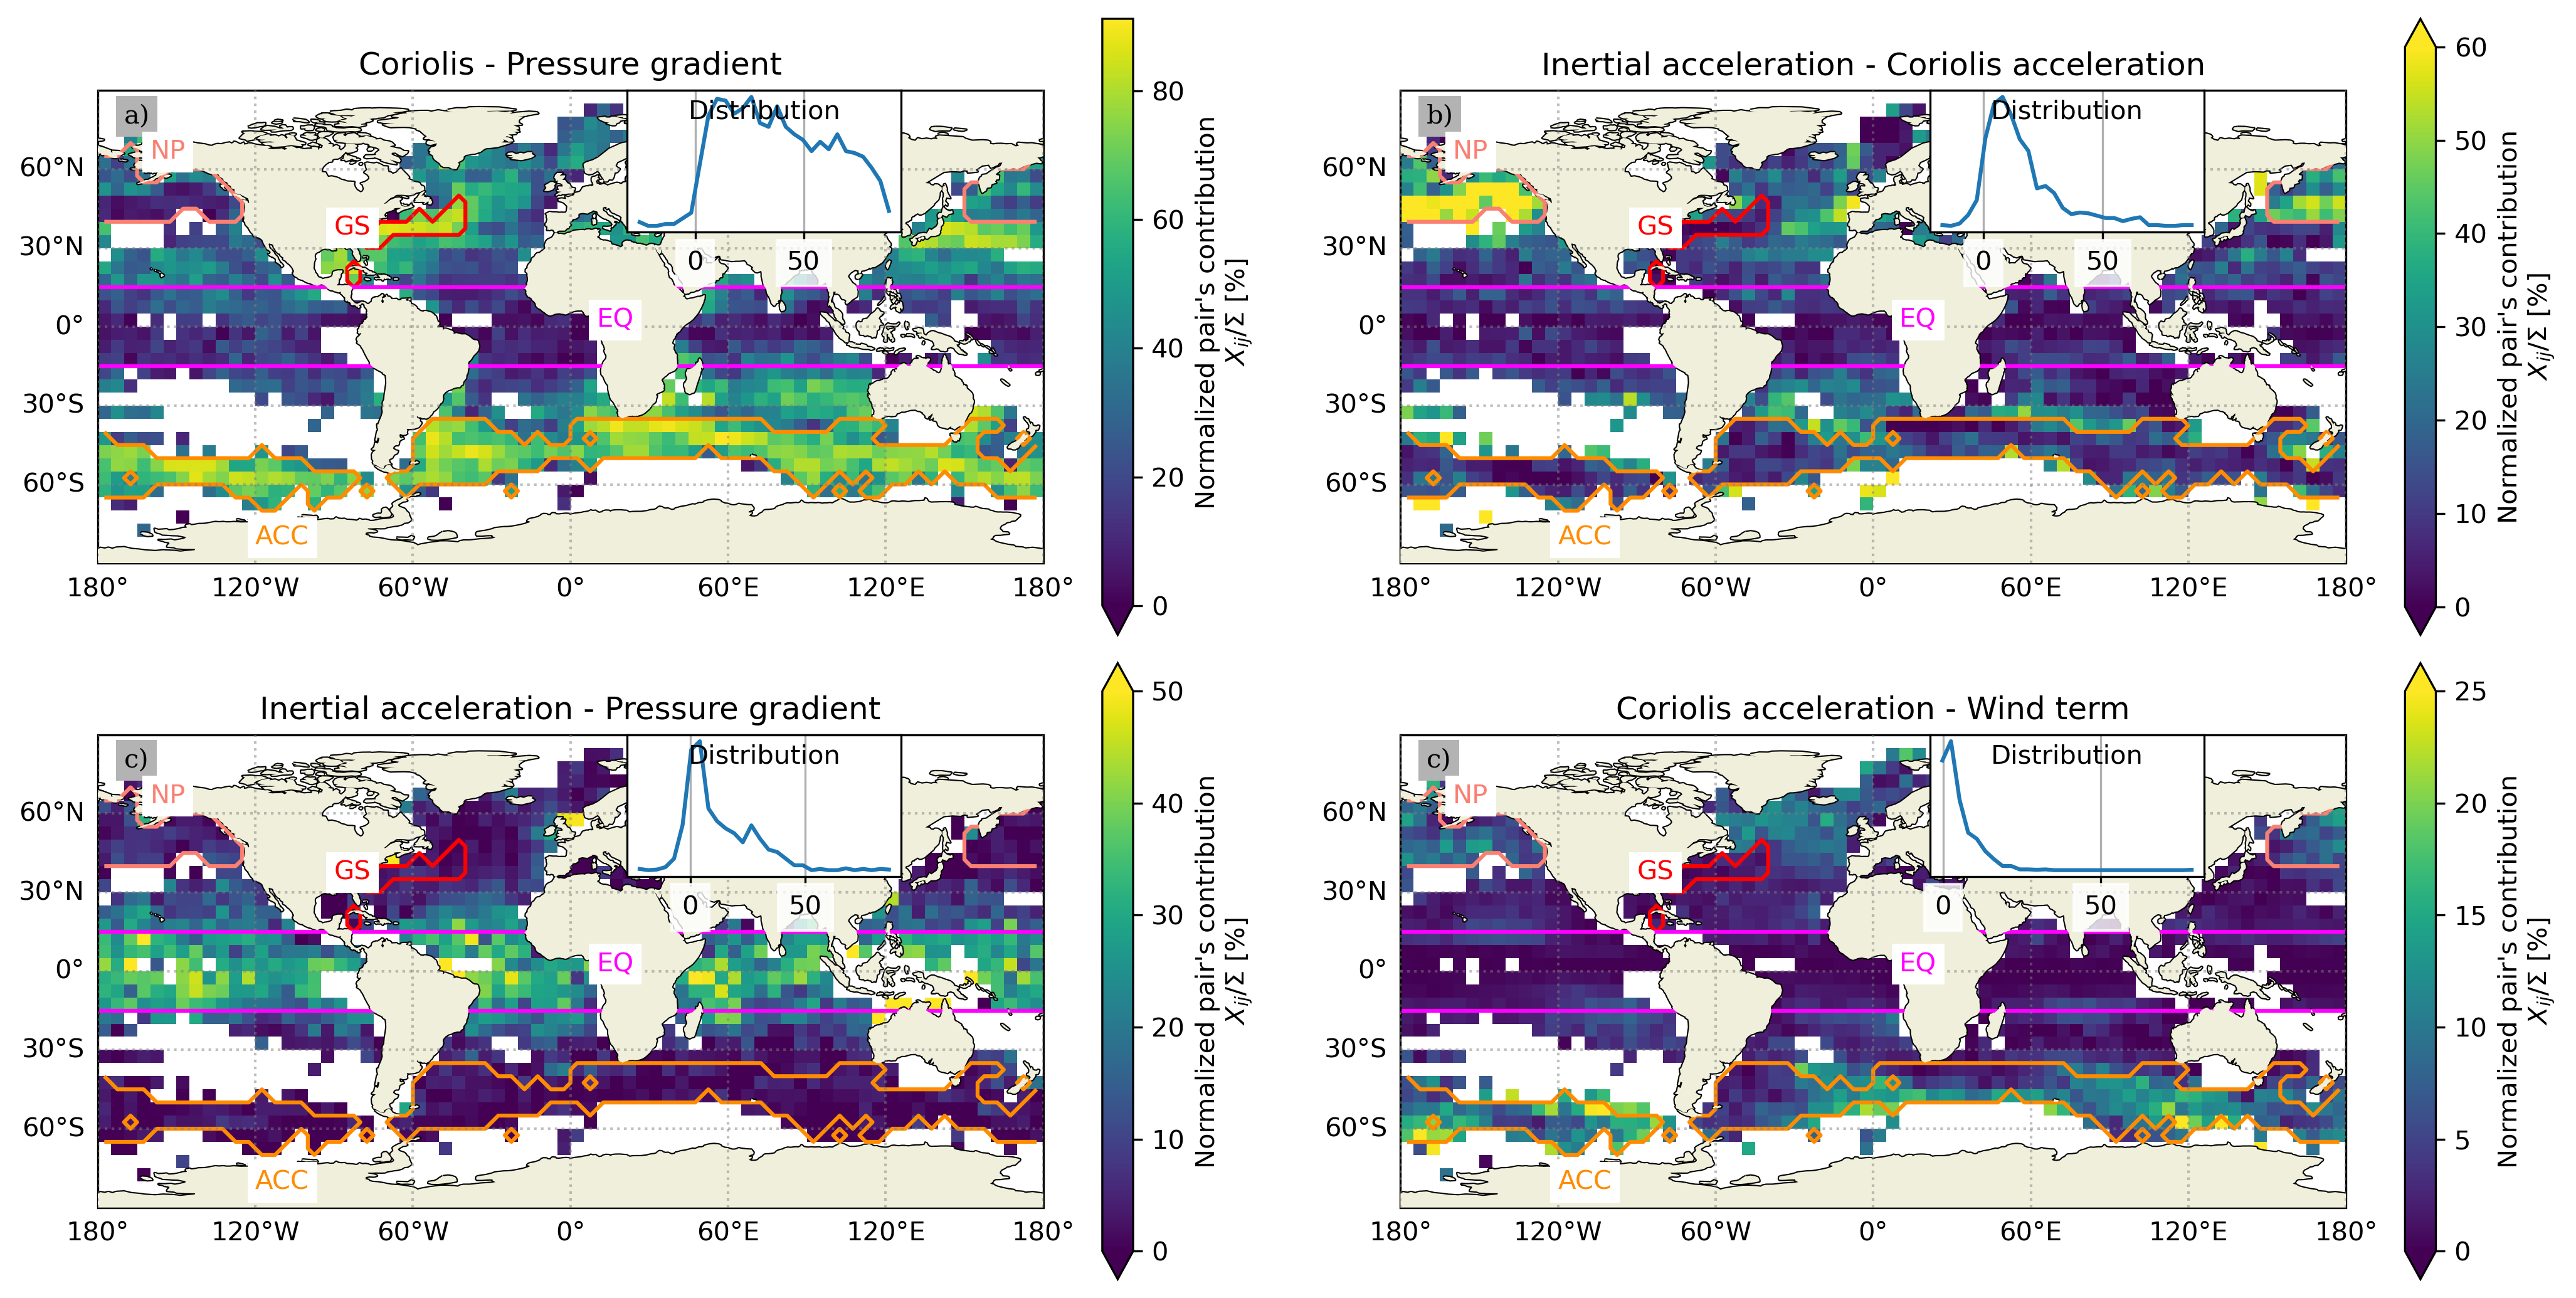 Coriolis - Pressure gradient
a)
Distribution
NP
GS
EQ
ACC
0
50
60°N
30°N
0°
30°S
60°S
180°
120°W
60°W
0°
60°E
120°E
180°
80
60
40
20
0
Normalized pair's contribution
X_ij/Σ [%]
Inertial acceleration - Coriolis acceleration
b)
Distribution
NP
GS
EQ
ACC
0
50
60°N
30°N
0°
30°S
60°S
180°
120°W
60°W
0°
60°E
120°E
180°
60
50
40
30
20
10
0
Normalized pair's contribution
X_ij/Σ [%]
Inertial acceleration - Pressure gradient
c)
Distribution
NP
GS
EQ
ACC
0
50
60°N
30°N
0°
30°S
60°S
180°
120°W
60°W
0°
60°E
120°E
180°
50
40
30
20
10
0
Normalized pair's contribution
X_ij/Σ [%]
Coriolis acceleration - Wind term
c)
Distribution
NP
GS
EQ
ACC
0
50
60°N
30°N
0°
30°S
60°S
180°
120°W
60°W
0°
60°E
120°E
180°
25
20
15
10
5
0
Normalized pair's contribution
X_ij/Σ [%]